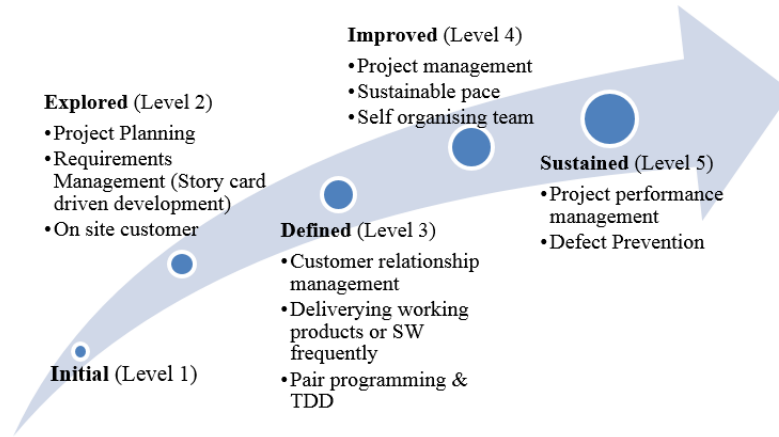 Improved (Level 4)
•Project management
•Sustainable pace
•Self organising team
Explored (Level 2)
•Project Planning
•Requirements
Management (Story card
driven development)
•On site customer
Sustained (Level 5)
•Project performance
management
•Defect Prevention
Defined (Level 3)
•Customer relationship
management
•Deliverying working
products or SW
frequently
•Pair programming &
TDD
Initial (Level 1)